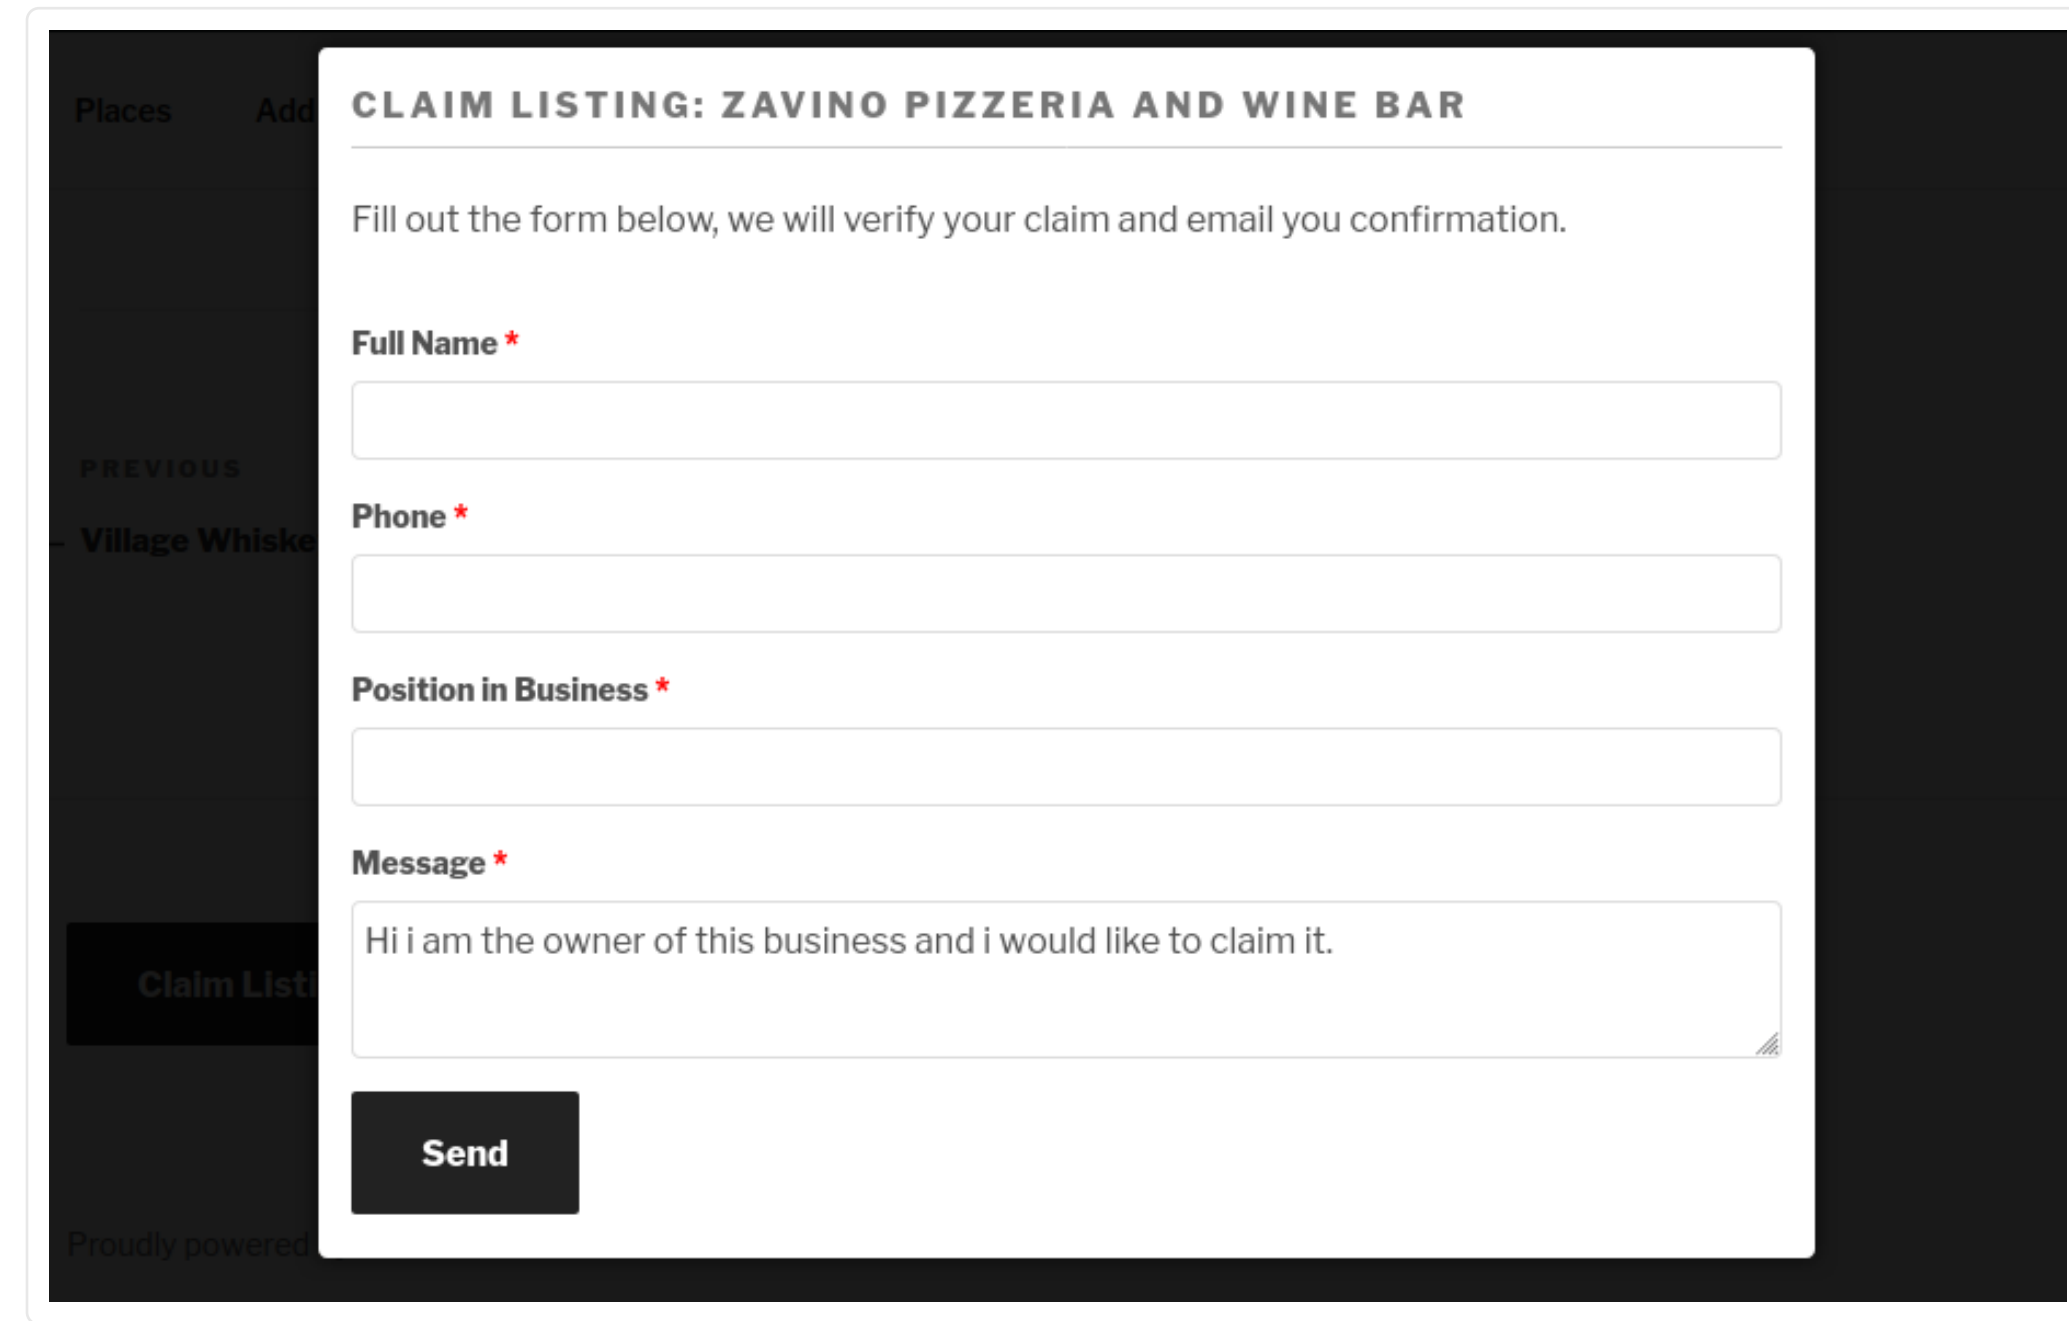 CLAIM LISTING: ZAVINO PIZZERIA AND WINE BAR
Places
Add
Fill out the form below, we will verify your claim and email you confirmation.
Full Name *
PREVIOUS
Phone *
Village Whiske
Position in Business *
Message *
Hi i am the owner of this business and i would like to claim it.
Claim Listi
Send
Proudly powered